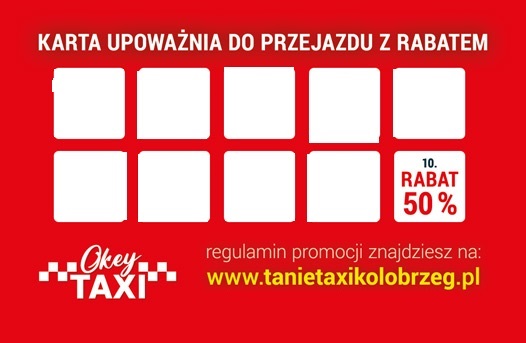 KARTA UPOWAŻNIA DO PRZEJAZDU Z RABATEM
10.
RABAT
50 %
Okey
TAXI
regulamin promocji znajdziesz na:
www.tanietaxikolobrzeg.pl